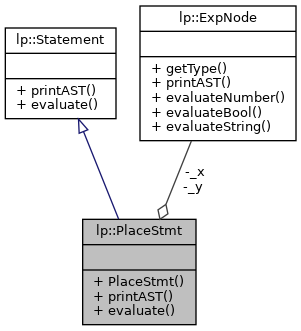 lp::Statement
+ printAST()
+ evaluate()
lp::ExpNode
+ getType()
+ printAST()
+ evaluateNumber()
+ evaluateBool()
+ evaluateString()
-_x
-_y
lp::PlaceStmt
+ PlaceStmt()
+ printAST()
+ evaluate()